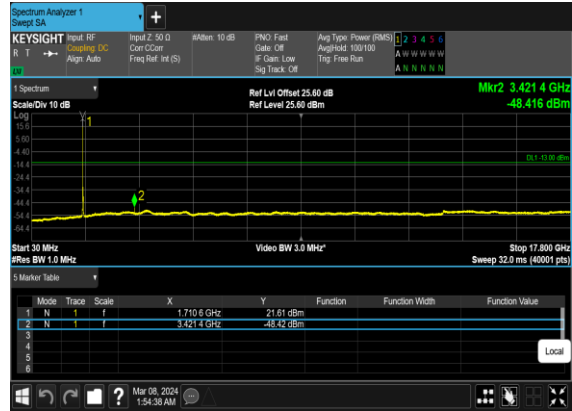 Spectrum Analyzer 1
Swept SA
+
KEYSIGHT Input: RF Input Z: 50 Ω #Atten: 10 dB PNO: Fast Avg Type: Power (RMS) 1 2 3 4 5 6
R T Coupling: DC Corr CCorr Gate: Off Avg|Hold: 100/100 A W W W W W
Align: Auto Freq Ref: Int (S) IF Gain: Low Trig: Free Run
Sig Track: Off A N N N N N
1 Spectrum
Ref Lvl Offset 25.60 dB Mkr2 3.421 4 GHz
Scale/Div 10 dB Ref Level 25.60 dBm -48.416 dBm
Log
15.6
1
5.60
-4.40
DL1 -13.00 dBm
-14.4
-24.4
-34.4
2
-44.4
-54.4
-64.4
Start 30 MHz Video BW 3.0 MHz* Stop 17.800 GHz
#Res BW 1.0 MHz Sweep 32.0 ms (40001 pts)
5 Marker Table
Mode Trace Scale X Y Function Function Width Function Value
1 N 1 f 1.710 6 GHz 21.61 dBm
2 N 1 f 3.421 4 GHz -48.42 dBm
3
4
5
6
Local
? Mar 08, 2024
1:54:38 AM